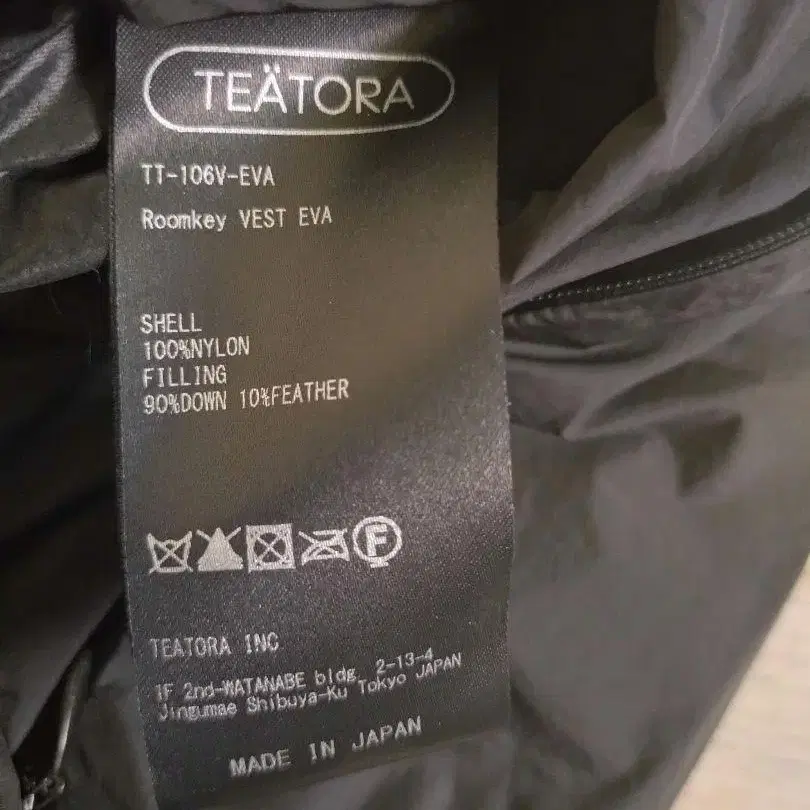 TEÄTORA
TT-106V-EVA
Roomkey VEST EVA
SHELL
100%NYLON
FILLING
90%DOWN 10%FEATHER
F
TEATORA INC
1F 2nd-WATANABE bldg. 2-13-4
Jingumae Shibuya-Ku Tokyo JAPAN
MADE IN JAPAN